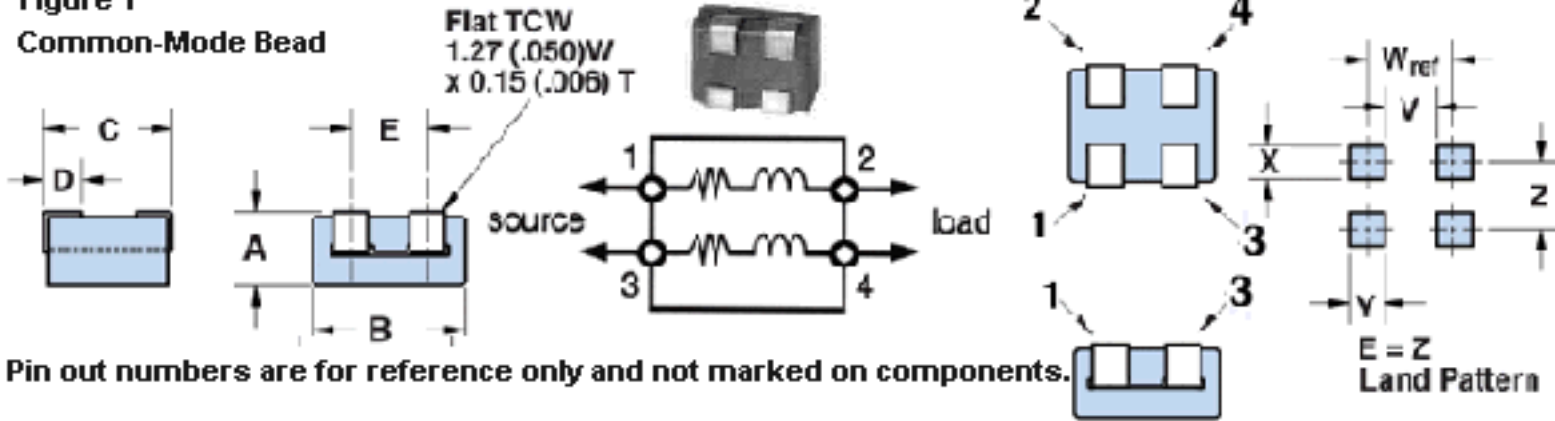 Figure 1
Common-Mode Bead
Flat TCW
1.27 (.050)W
x 0.15 (.006) T
C
D
A
E
B
source
1
2
3
4
load
2
4
1
3
1
3
Wref
V
X
Z
Y
E = Z
Land Pattern
Pin out numbers are for reference only and not marked on components.